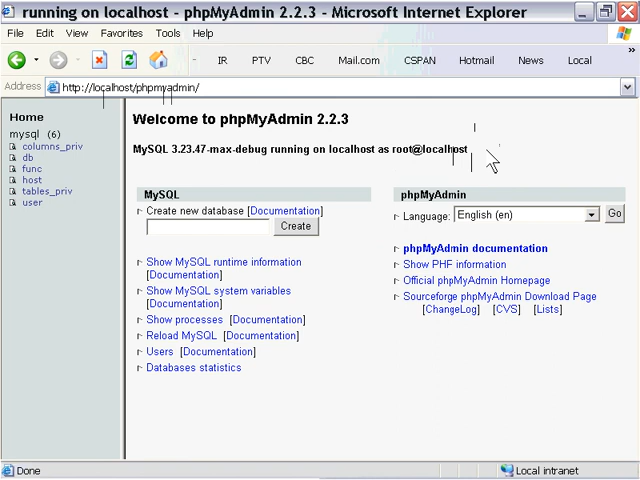 running on localhost - phpMyAdmin 2.2.3 - Microsoft Internet Explorer
File Edit View Favorites Tools Help
IR PTV CBC Mail.com CSPAN Hotmail News Local »
Address http://localhost/phpmyadmin/
Home
mysql (6)
columns_priv
db
func
host
tables_priv
user
Welcome to phpMyAdmin 2.2.3
MySQL 3.23.47-max-debug running on localhost as root@localhost
MySQL
Create new database [Documentation]
Create
Show MySQL runtime information
[Documentation]
Show MySQL system variables
[Documentation]
Show processes [Documentation]
Reload MySQL [Documentation]
Users [Documentation]
Databases statistics
phpMyAdmin
Language: English (en) Go
phpMyAdmin documentation
Show PHF information
Official phpMyAdmin Homepage
Sourceforge phpMyAdmin Download Page
[ChangeLog] [CVS] [Lists]
Done Local intranet